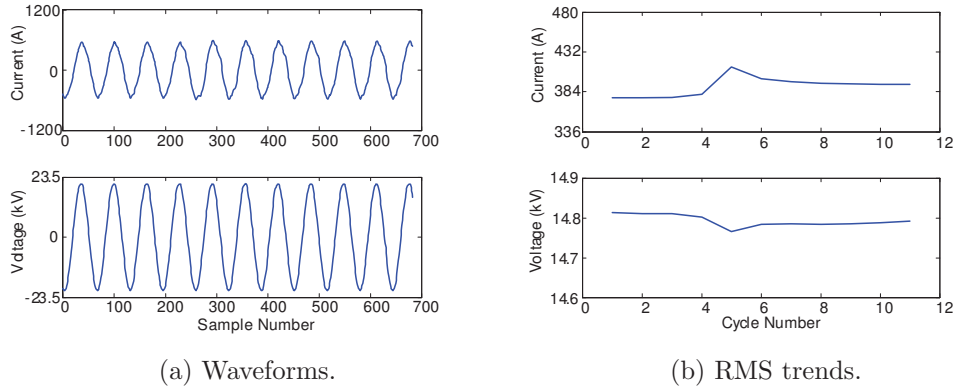 1200
0
-1200
Current (A)
0 100 200 300 400 500 600 700
23.5
0
-23.5
Voltage (kV)
0 100 200 300 400 500 600 700
Sample Number
(a) Waveforms.
480
432
384
336
Current (A)
0 2 4 6 8 10 12
14.9
14.8
14.7
14.6
Voltage (kV)
0 2 4 6 8 10 12
Cycle Number
(b) RMS trends.